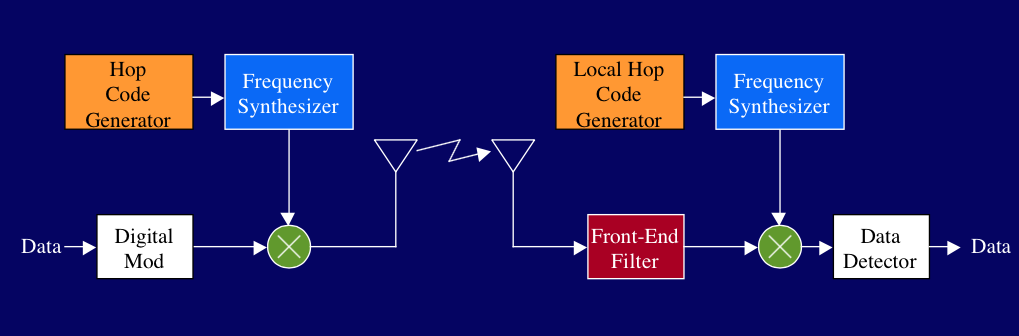 Hop
Code
Generator
Frequency
Synthesizer
Local Hop
Code
Generator
Frequency
Synthesizer
Data
Digital
Mod
Front-End
Filter
Data
Detector
Data